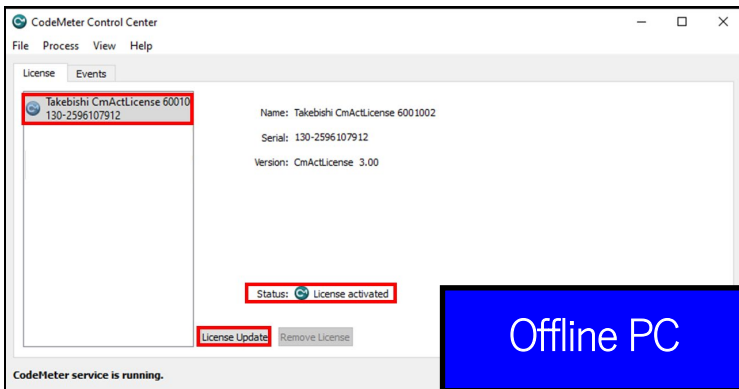 CodeMeter Control Center
File Process View Help
License Events
Takebishi CmActLicense 60010
130-2596107912
Name: Takebishi CmActLicense 6001002
Serial: 130-2596107912
Version: CmActLicense 3.00
Status: License activated
License Update Remove License
Offline PC
CodeMeter service is running.